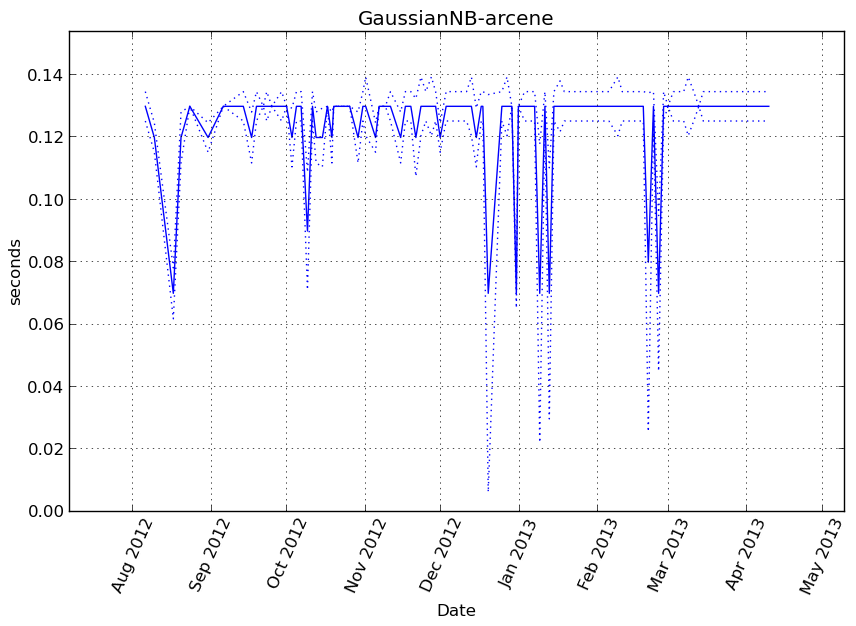 GaussianNB-arcene
0.14
0.12
0.10
0.08
0.06
0.04
0.02
0.00
seconds
Aug 2012
Sep 2012
Oct 2012
Nov 2012
Dec 2012
Jan 2013
Feb 2013
Mar 2013
Apr 2013
May 2013
Date